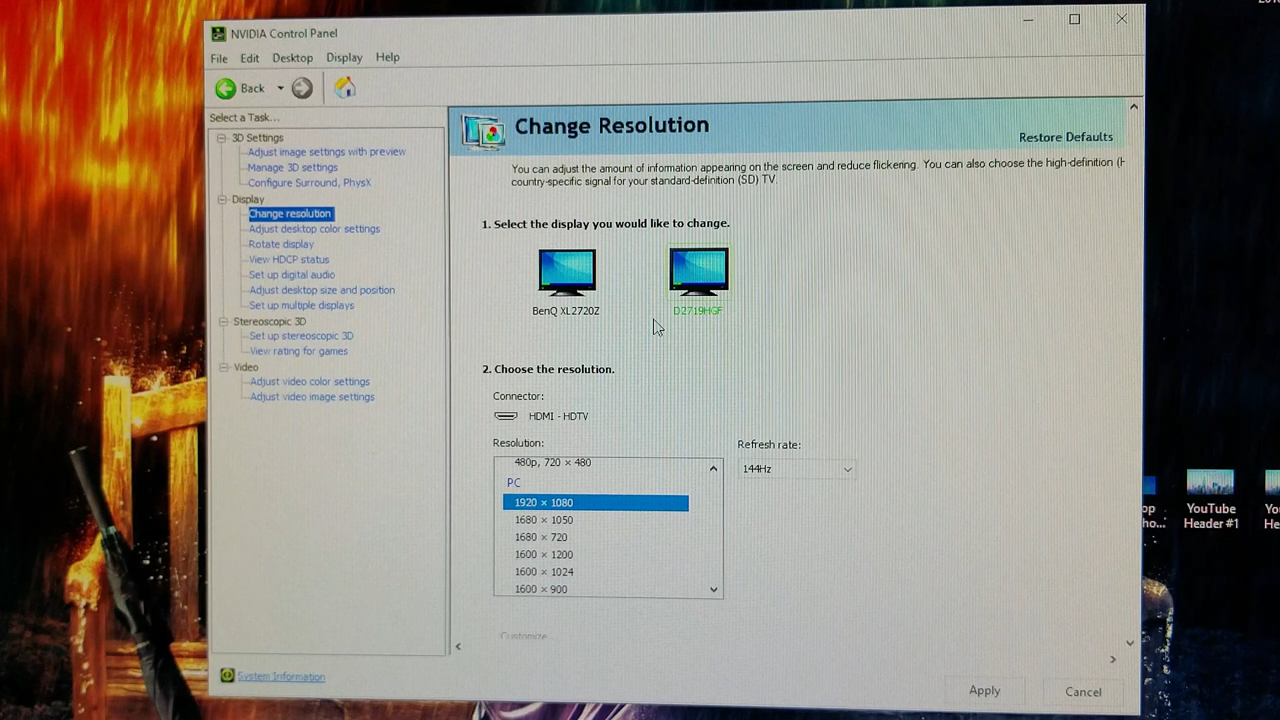 NVIDIA Control Panel
File Edit Desktop Display Help
Back
Select a Task...
3D Settings
Adjust image settings with preview
Manage 3D settings
Configure Surround, PhysX
Display
Change resolution
Adjust desktop color settings
Rotate display
View HDCP status
Set up digital audio
Adjust desktop size and position
Set up multiple displays
Stereoscopic 3D
Set up stereoscopic 3D
View rating for games
Video
Adjust video color settings
Adjust video image settings
System Information
Change Resolution
Restore Defaults
You can adjust the amount of information appearing on the screen and reduce flickering. You can also choose the high-definition (H
country-specific signal for your standard-definition (SD) TV.
1. Select the display you would like to change.
BenQ XL2720Z D2719HGF
2. Choose the resolution.
Connector:
HDMI - HDTV
Resolution:
Refresh rate:
480p, 720 × 480
144Hz
PC
1920 × 1080
1680 × 1050
1680 × 720
1600 × 1200
1600 × 1024
1600 × 900
Customize...
Apply Cancel
op
ho...
YouTube
Header #1
Yo
He